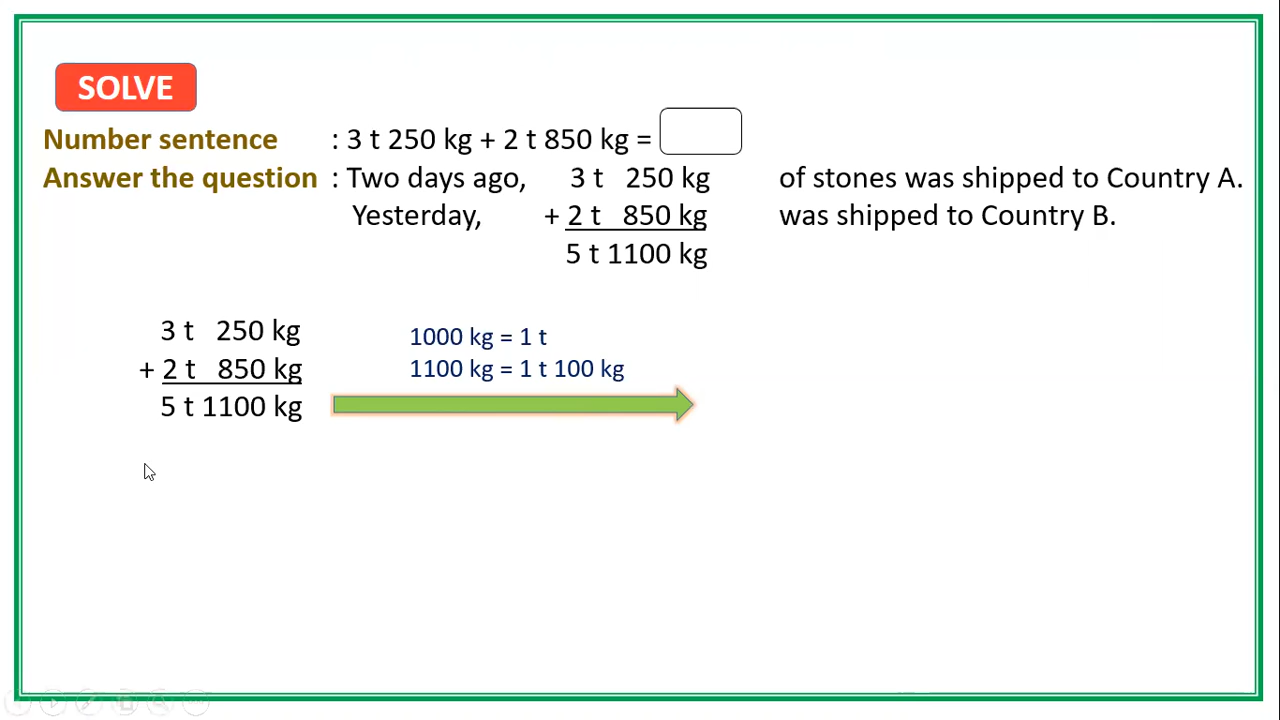 SOLVE
Number sentence : 3 t 250 kg + 2 t 850 kg =
Answer the question : Two days ago, 3 t 250 kg of stones was shipped to Country A.
Yesterday, + 2 t 850 kg was shipped to Country B.
5 t 1100 kg
3 t 250 kg
+ 2 t 850 kg
5 t 1100 kg
1000 kg = 1 t
1100 kg = 1 t 100 kg